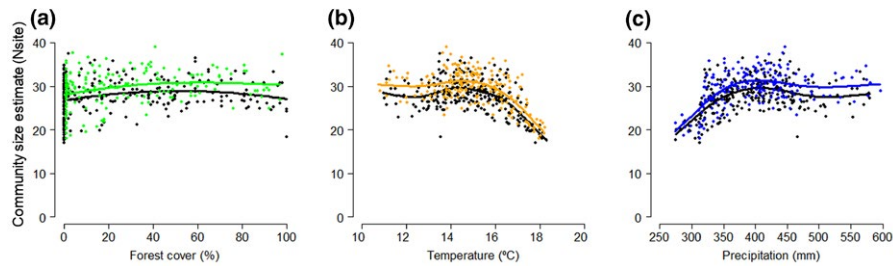 (a)
Community size estimate (Nsite)
40
30
20
10
0
0 20 40 60 80 100
Forest cover (%)
(b)
40
30
20
10
0
10 12 14 16 18 20
Temperature (ºC)
(c)
40
30
20
10
0
250 300 350 400 450 500 550 600
Precipitation (mm)